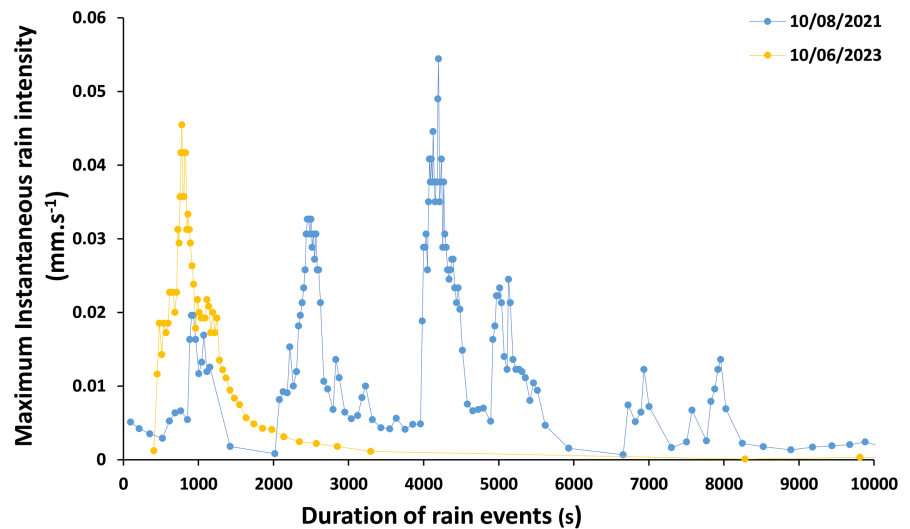 Maximum Instantaneous rain intensity
(mm.s⁻¹)
0.06
0.05
0.04
0.03
0.02
0.01
0
10/08/2021
10/06/2023
0 1000 2000 3000 4000 5000 6000 7000 8000 9000 10000
Duration of rain events (s)